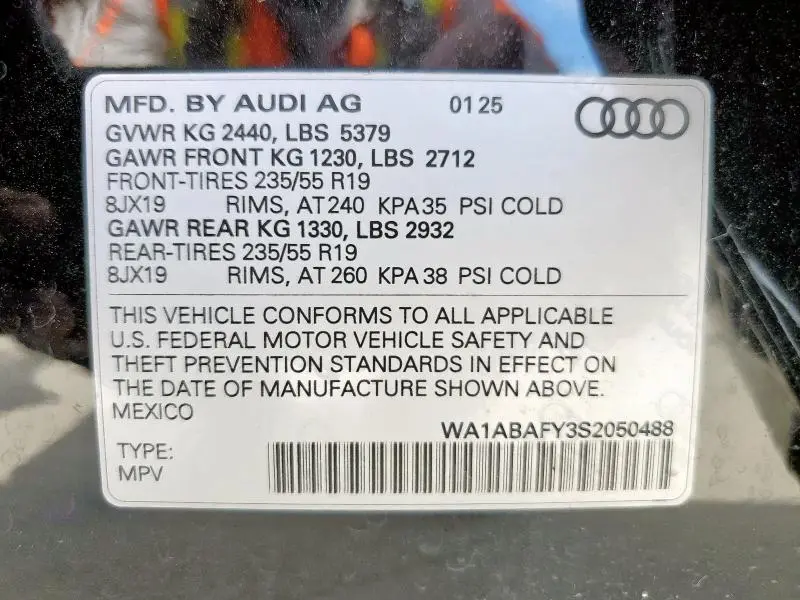 MFD. BY AUDI AG 01 25
GVWR KG 2440, LBS 5379
GAWR FRONT KG 1230, LBS 2712
FRONT-TIRES 235/55 R19
8JX19 RIMS, AT 240 KPA 35 PSI COLD
GAWR REAR KG 1330, LBS 2932
REAR-TIRES 235/55 R19
8JX19 RIMS, AT 260 KPA 38 PSI COLD
THIS VEHICLE CONFORMS TO ALL APPLICABLE
U.S. FEDERAL MOTOR VEHICLE SAFETY AND
THEFT PREVENTION STANDARDS IN EFFECT ON
THE DATE OF MANUFACTURE SHOWN ABOVE.
MEXICO
WA1ABAFY3S2050488
TYPE:
MPV